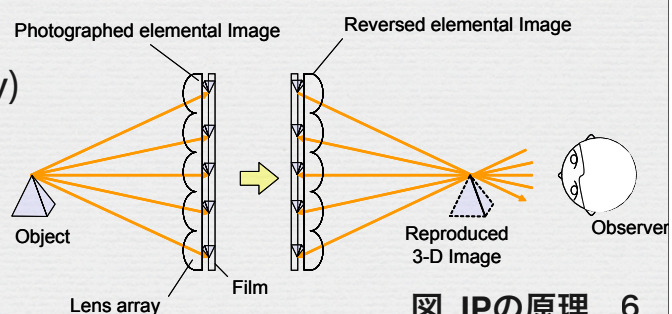 Photographed elemental Image
Reversed elemental Image
y)
Object
Lens array
Film
Reproduced
3-D Image
Observer
図 IPの原理 6